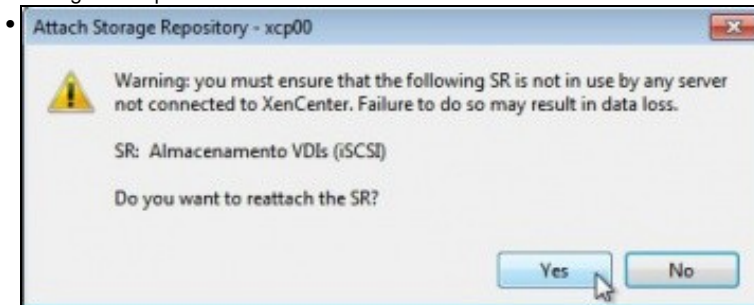 Attach Storage Repository - xcp00
Warning: you must ensure that the following SR is not in use by any server
not connected to XenCenter. Failure to do so may result in data loss.
SR: Almacenamento VDIs (iSCSI)
Do you want to reattach the SR?
Yes No